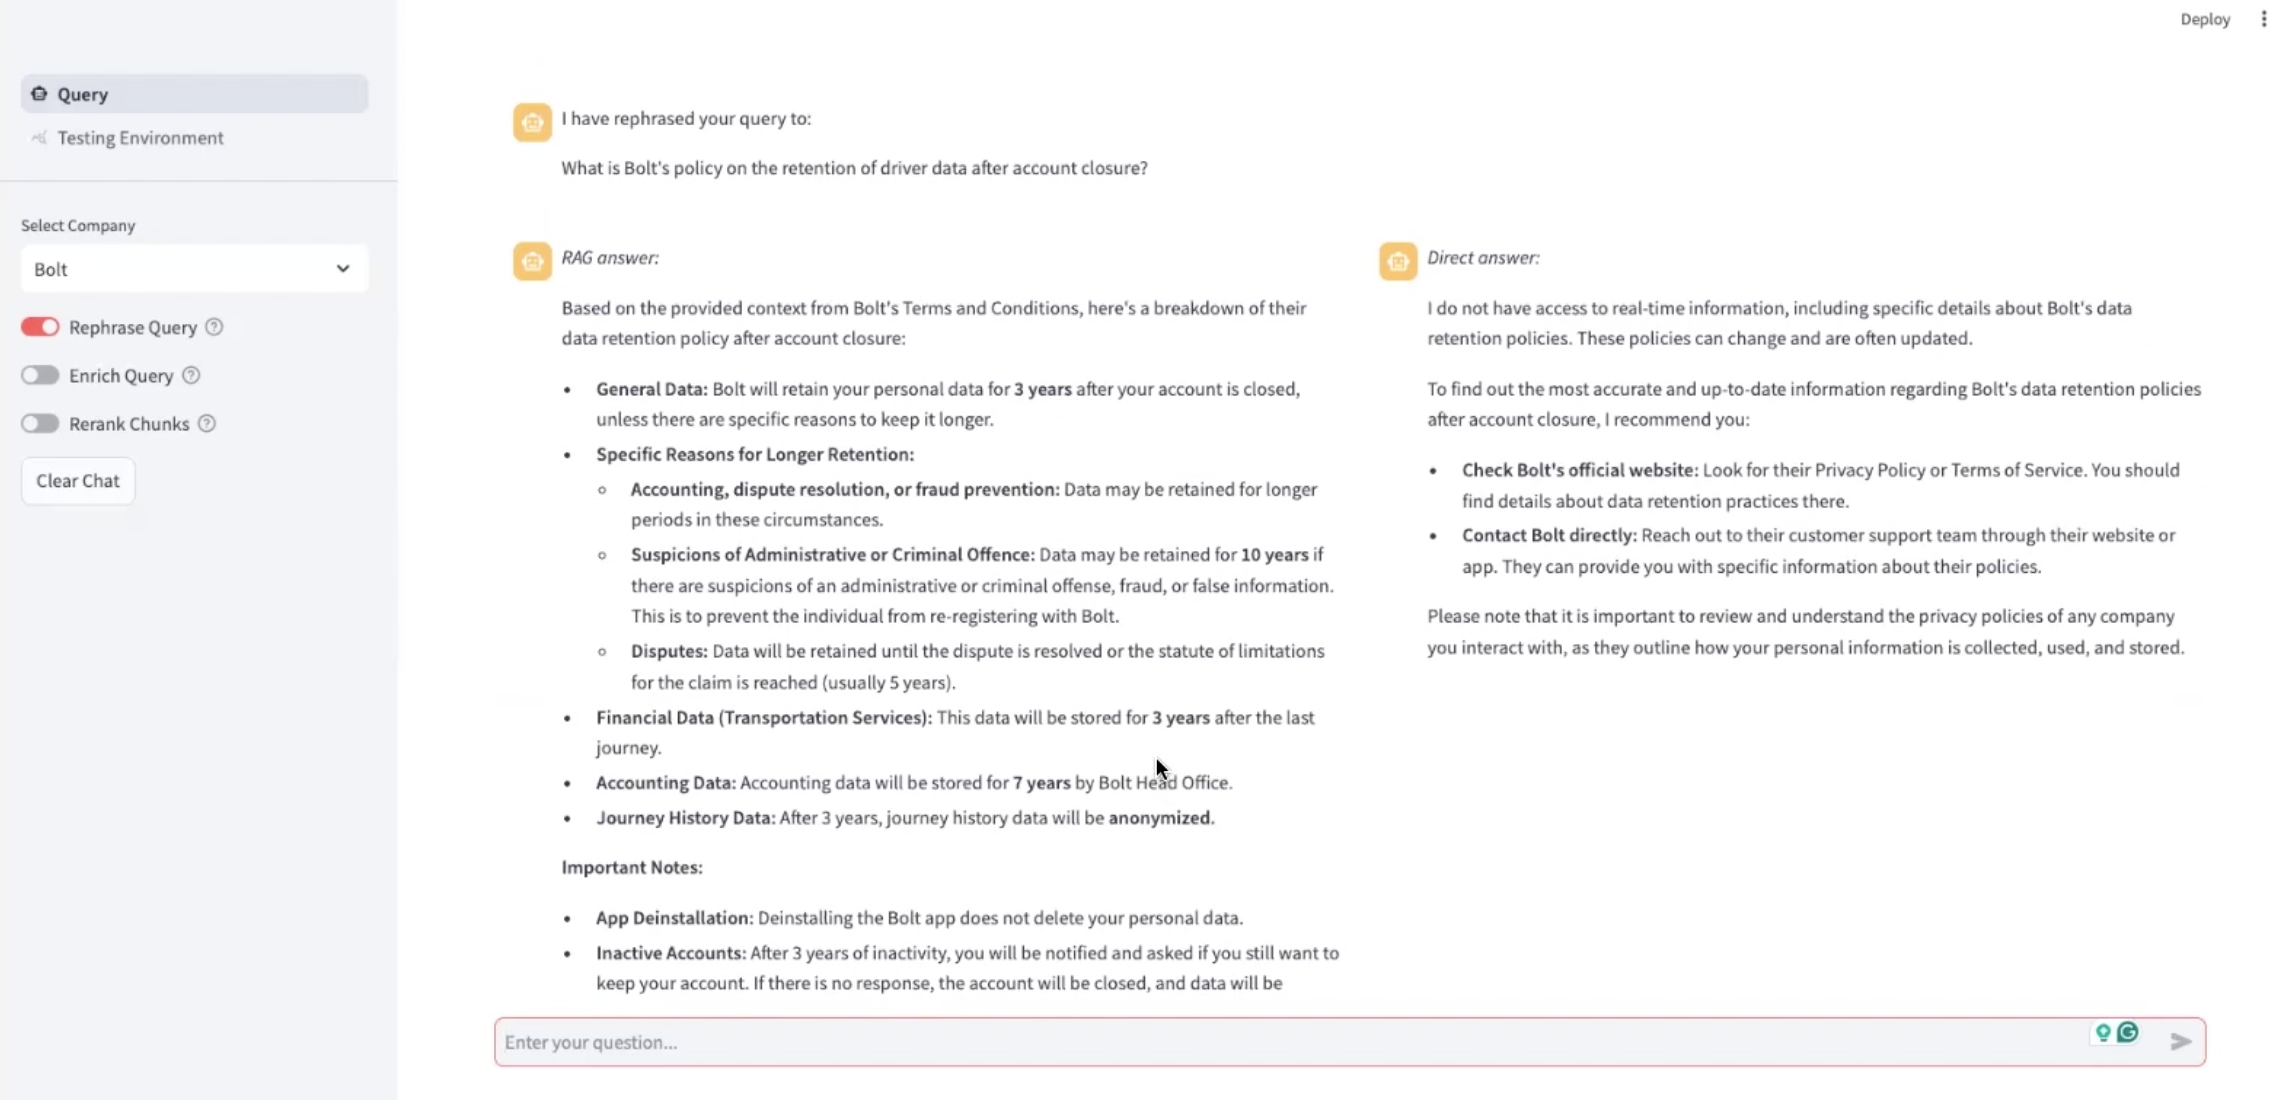 Deploy
Query
Testing Environment
Select Company
Bolt
Rephrase Query
Enrich Query
Rerank Chunks
Clear Chat
I have rephrased your query to:
What is Bolt's policy on the retention of driver data after account closure?
RAG answer:
Based on the provided context from Bolt's Terms and Conditions, here's a breakdown of their
data retention policy after account closure:
• General Data: Bolt will retain your personal data for 3 years after your account is closed,
unless there are specific reasons to keep it longer.
• Specific Reasons for Longer Retention:
◦ Accounting, dispute resolution, or fraud prevention: Data may be retained for longer
periods in these circumstances.
◦ Suspicions of Administrative or Criminal Offence: Data may be retained for 10 years if
there are suspicions of an administrative or criminal offense, fraud, or false information.
This is to prevent the individual from re-registering with Bolt.
◦ Disputes: Data will be retained until the dispute is resolved or the statute of limitations
for the claim is reached (usually 5 years).
• Financial Data (Transportation Services): This data will be stored for 3 years after the last
journey.
• Accounting Data: Accounting data will be stored for 7 years by Bolt Head Office.
• Journey History Data: After 3 years, journey history data will be anonymized.
Important Notes:
• App Deinstallation: Deinstalling the Bolt app does not delete your personal data.
• Inactive Accounts: After 3 years of inactivity, you will be notified and asked if you still want to
keep your account. If there is no response, the account will be closed, and data will be
Direct answer:
I do not have access to real-time information, including specific details about Bolt's data
retention policies. These policies can change and are often updated.
To find out the most accurate and up-to-date information regarding Bolt's data retention policies
after account closure, I recommend you:
• Check Bolt's official website: Look for their Privacy Policy or Terms of Service. You should
find details about data retention practices there.
• Contact Bolt directly: Reach out to their customer support team through their website or
app. They can provide you with specific information about their policies.
Please note that it is important to review and understand the privacy policies of any company
you interact with, as they outline how your personal information is collected, used, and stored.
Enter your question...